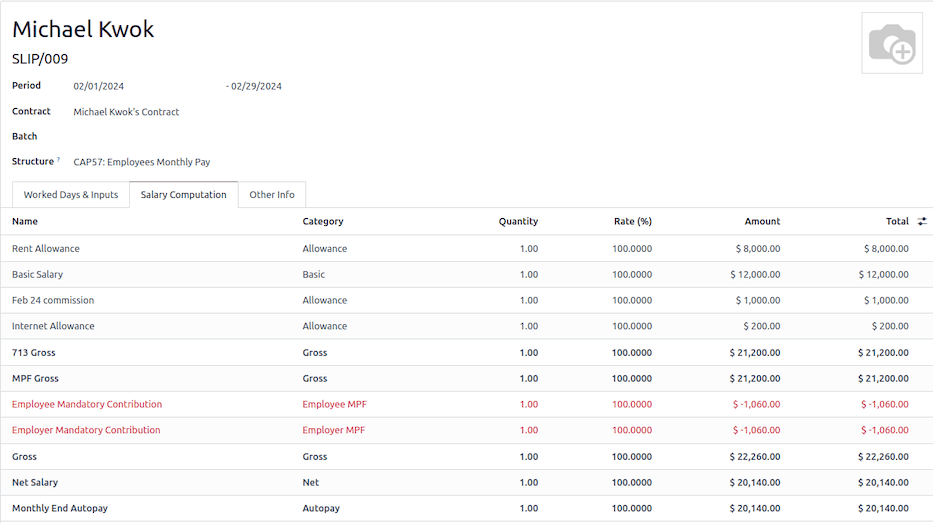 Michael Kwok
SLIP/009
Period 02/01/2024 - 02/29/2024
Contract Michael Kwok's Contract
Batch
Structure ? CAP57: Employees Monthly Pay
Worked Days & Inputs Salary Computation Other Info
Name Category Quantity Rate (%) Amount Total
Rent Allowance Allowance 1.00 100.0000 $ 8,000.00 $ 8,000.00
Basic Salary Basic 1.00 100.0000 $ 12,000.00 $ 12,000.00
Feb 24 commission Allowance 1.00 100.0000 $ 1,000.00 $ 1,000.00
Internet Allowance Allowance 1.00 100.0000 $ 200.00 $ 200.00
713 Gross Gross 1.00 100.0000 $ 21,200.00 $ 21,200.00
MPF Gross Gross 1.00 100.0000 $ 21,200.00 $ 21,200.00
Employee Mandatory Contribution Employee MPF 1.00 100.0000 $ -1,060.00 $ -1,060.00
Employer Mandatory Contribution Employer MPF 1.00 100.0000 $ -1,060.00 $ -1,060.00
Gross Gross 1.00 100.0000 $ 22,260.00 $ 22,260.00
Net Salary Net 1.00 100.0000 $ 20,140.00 $ 20,140.00
Monthly End Autopay Autopay 1.00 100.0000 $ 20,140.00 $ 20,140.00